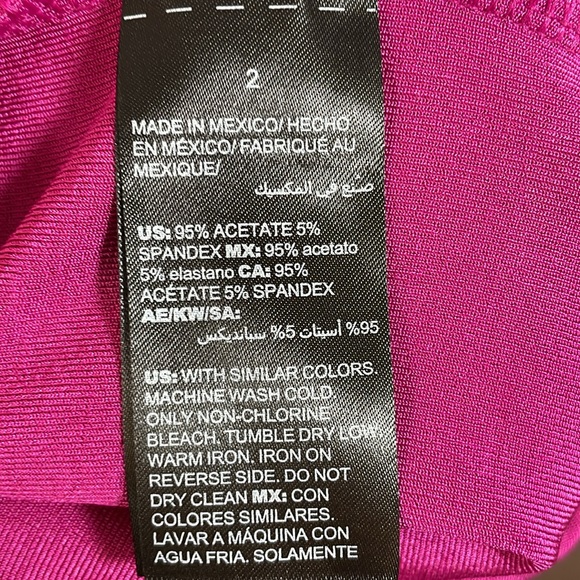 2
MADE IN MEXICO/ HECHO
EN MÉXICO/ FABRIQUE AU
MEXIQUE/
صنع في المكسيك
US: 95% ACETATE 5%
SPANDEX MX: 95% acetato
5% elastano CA: 95%
ACÉTATE 5% SPANDEX
AE/KW/SA:
95% أسيتات 5% سباندیکس
US: WITH SIMILAR COLORS.
MACHINE WASH COLD.
ONLY NON-CHLORINE
BLEACH. TUMBLE DRY LOW
WARM IRON. IRON ON
REVERSE SIDE. DO NOT
DRY CLEAN MX: CON
COLORES SIMILARES.
LAVAR A MÁQUINA CON
AGUA FRIA. SOLAMENTE